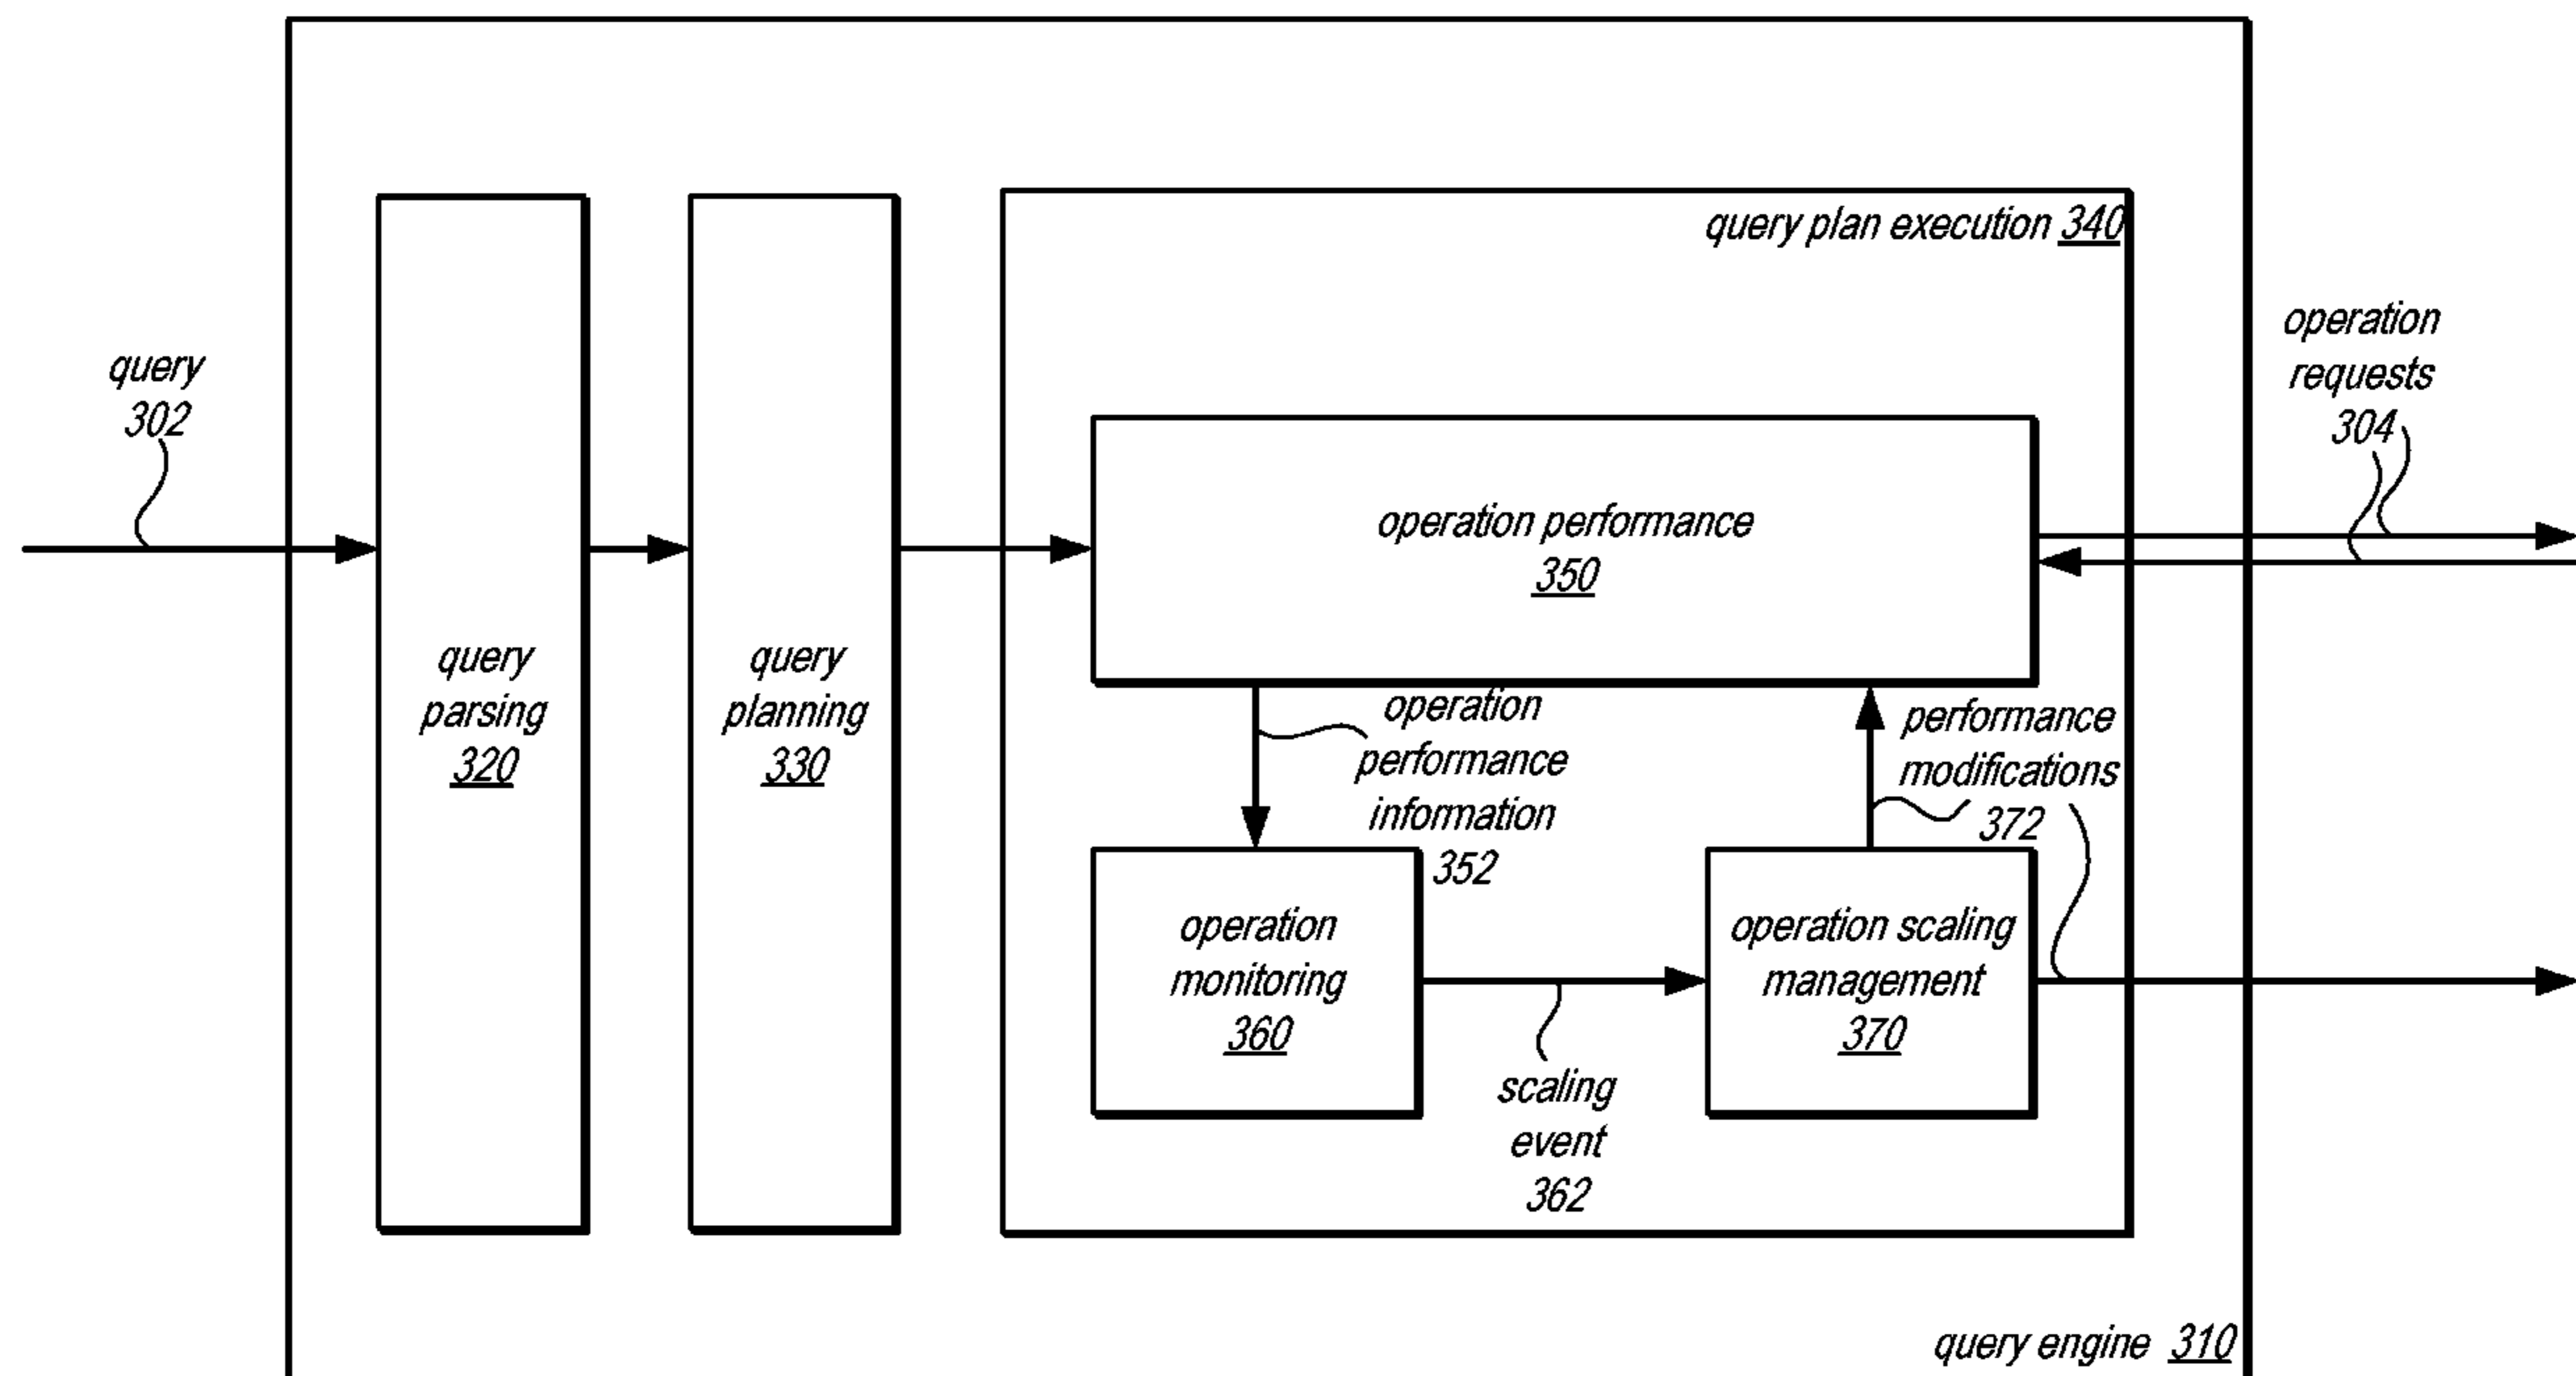 query plan execution 340
operation
requests
304
query
302
operation performance
350
query
parsing
320
query
planning
330
operation
performance
information
352
performance
modifications
372
operation
monitoring
360
operation scaling
management
370
scaling
event
362
query engine 310